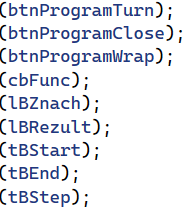 (btnProgramTurn);
(btnProgramClose);
(btnProgramWrap);
(cbFunc);
(lBZnach);
(lBRezult);
(tBStart);
(tBEnd);
(tBStep);